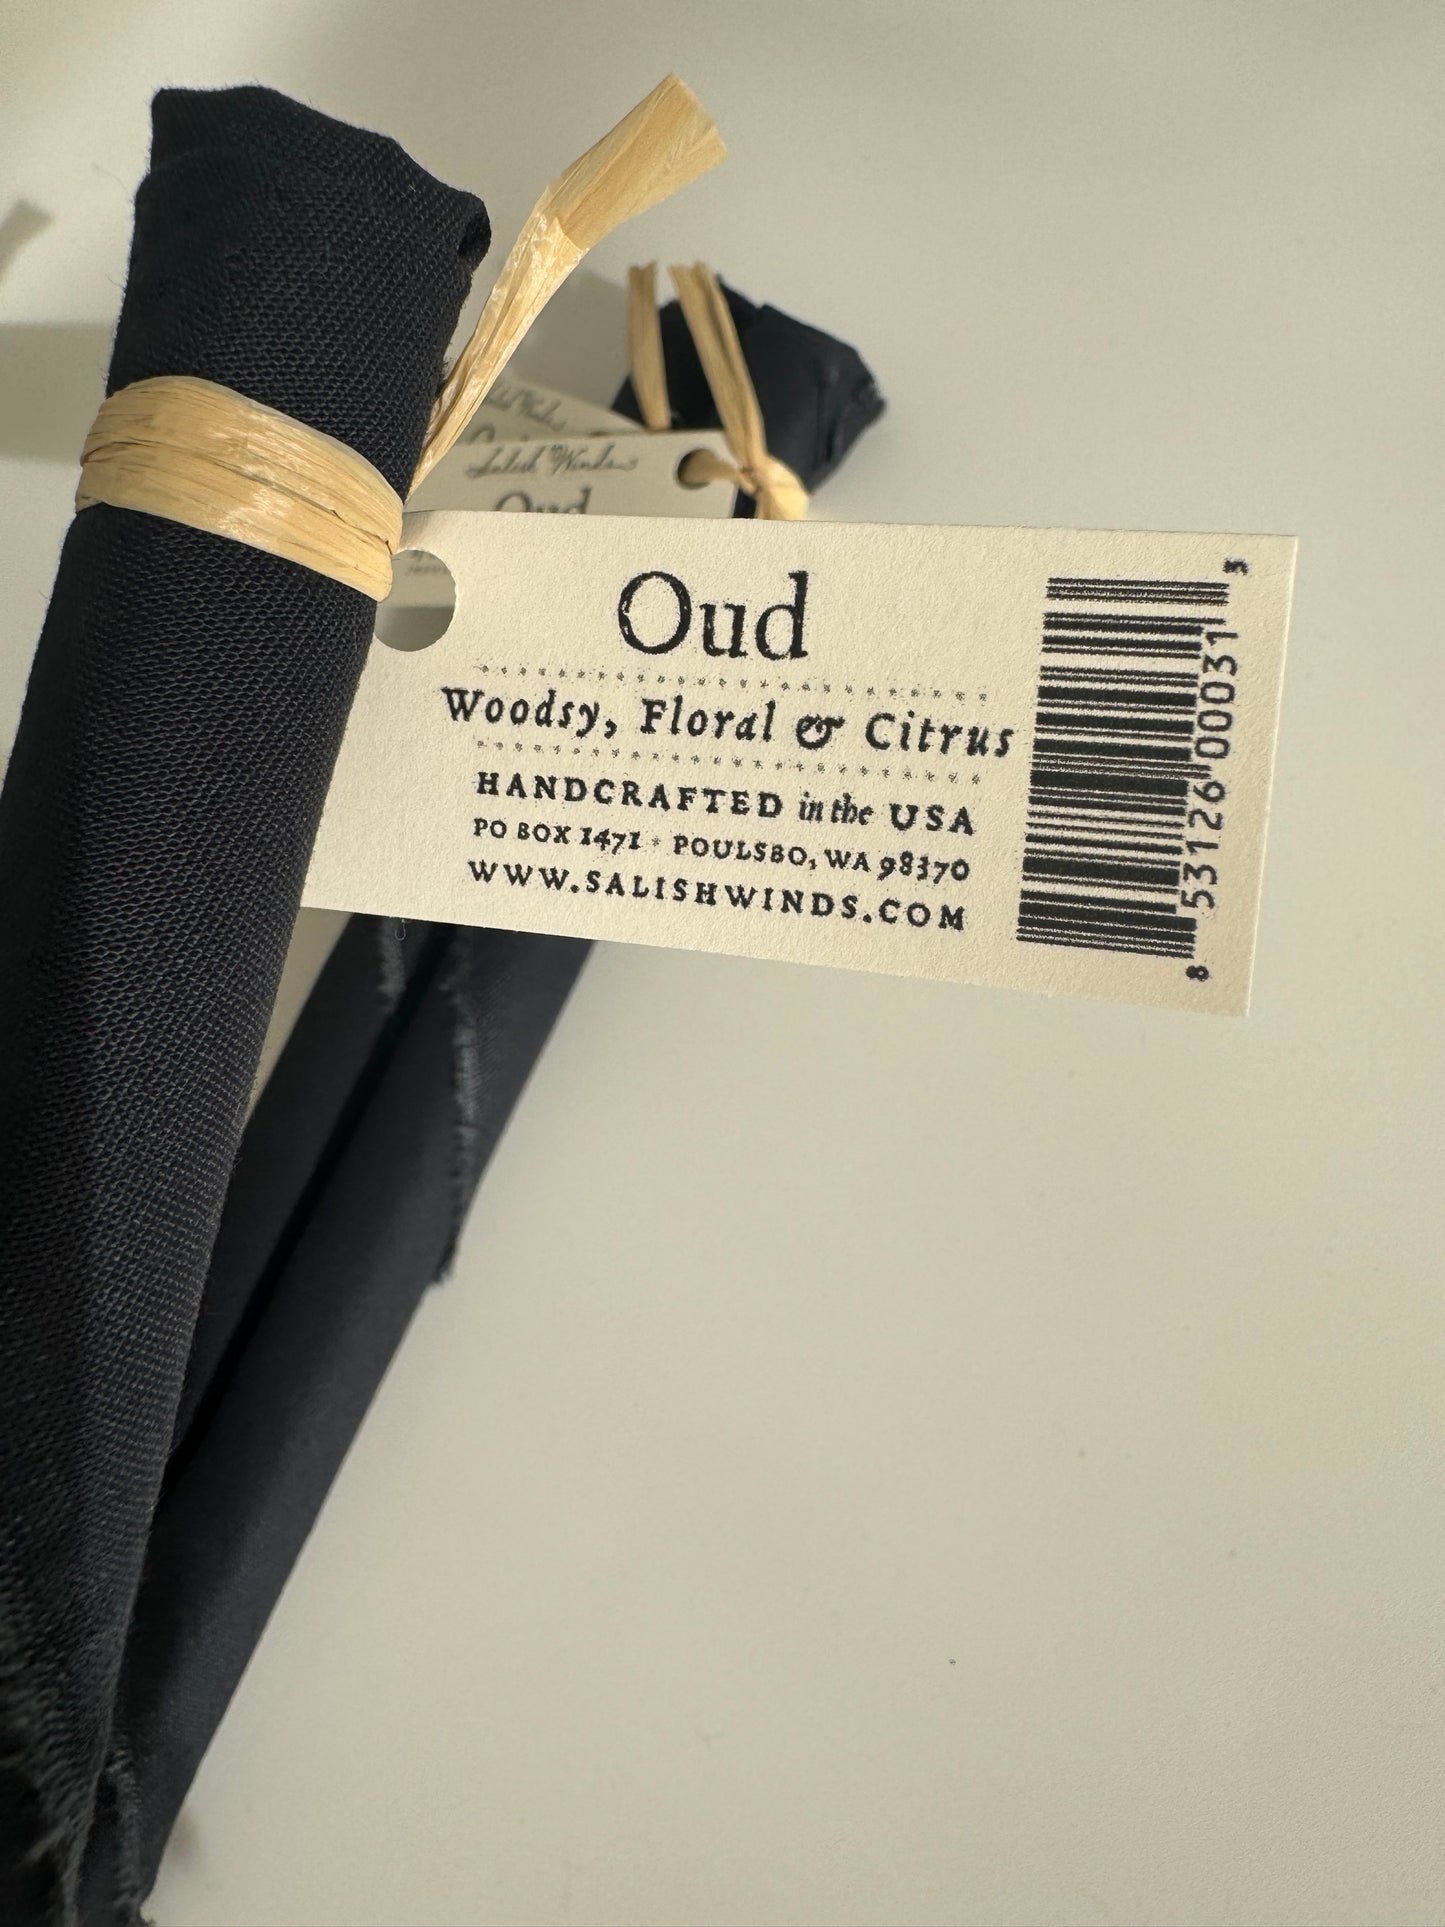 Salish Winds
Oud
Oud
Woodsy, Floral & Citrus
HANDCRAFTED in the USA
PO BOX 1471 • POULSBO, WA 98370
WWW.SALISHWINDS.COM
8 53126 00031 5